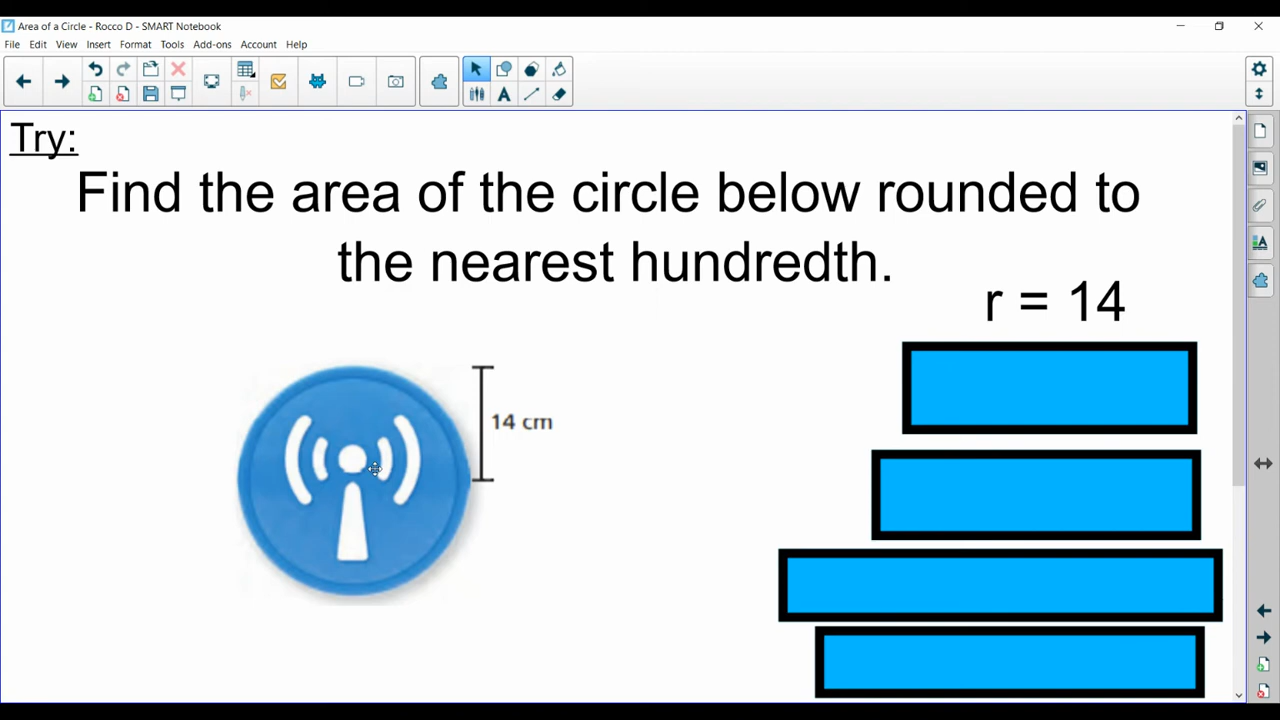 Area of a Circle - Rocco D - SMART Notebook
File Edit View Insert Format Tools Add-ons Account Help
Try:
Find the area of the circle below rounded to
the nearest hundredth.
r = 14
14 cm